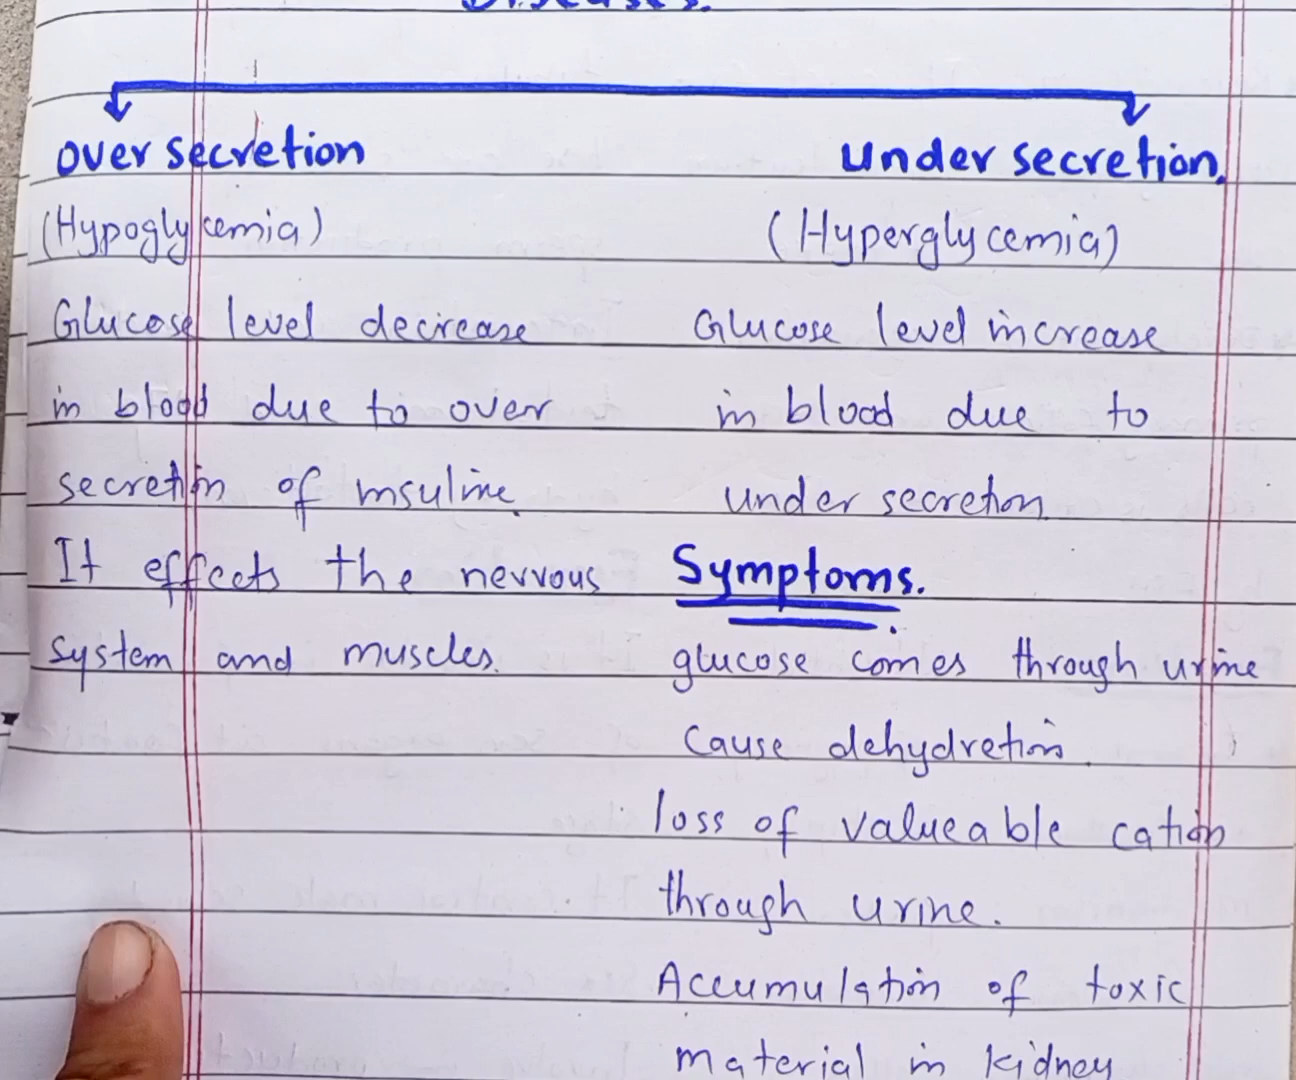 Diseases.
over secretion
under secretion.
(Hypoglycemia)
(Hyperglycemia)
Glucose level decrease
in blood due to over
secretion of insuline.
It effects the nervous
system and muscles.
Glucose level increase
in blood due to
under secretion.
Symptoms.
glucose comes through urine
cause dehydretion.
loss of valueable cation
through urine.
Accumulation of toxic
material in kidney